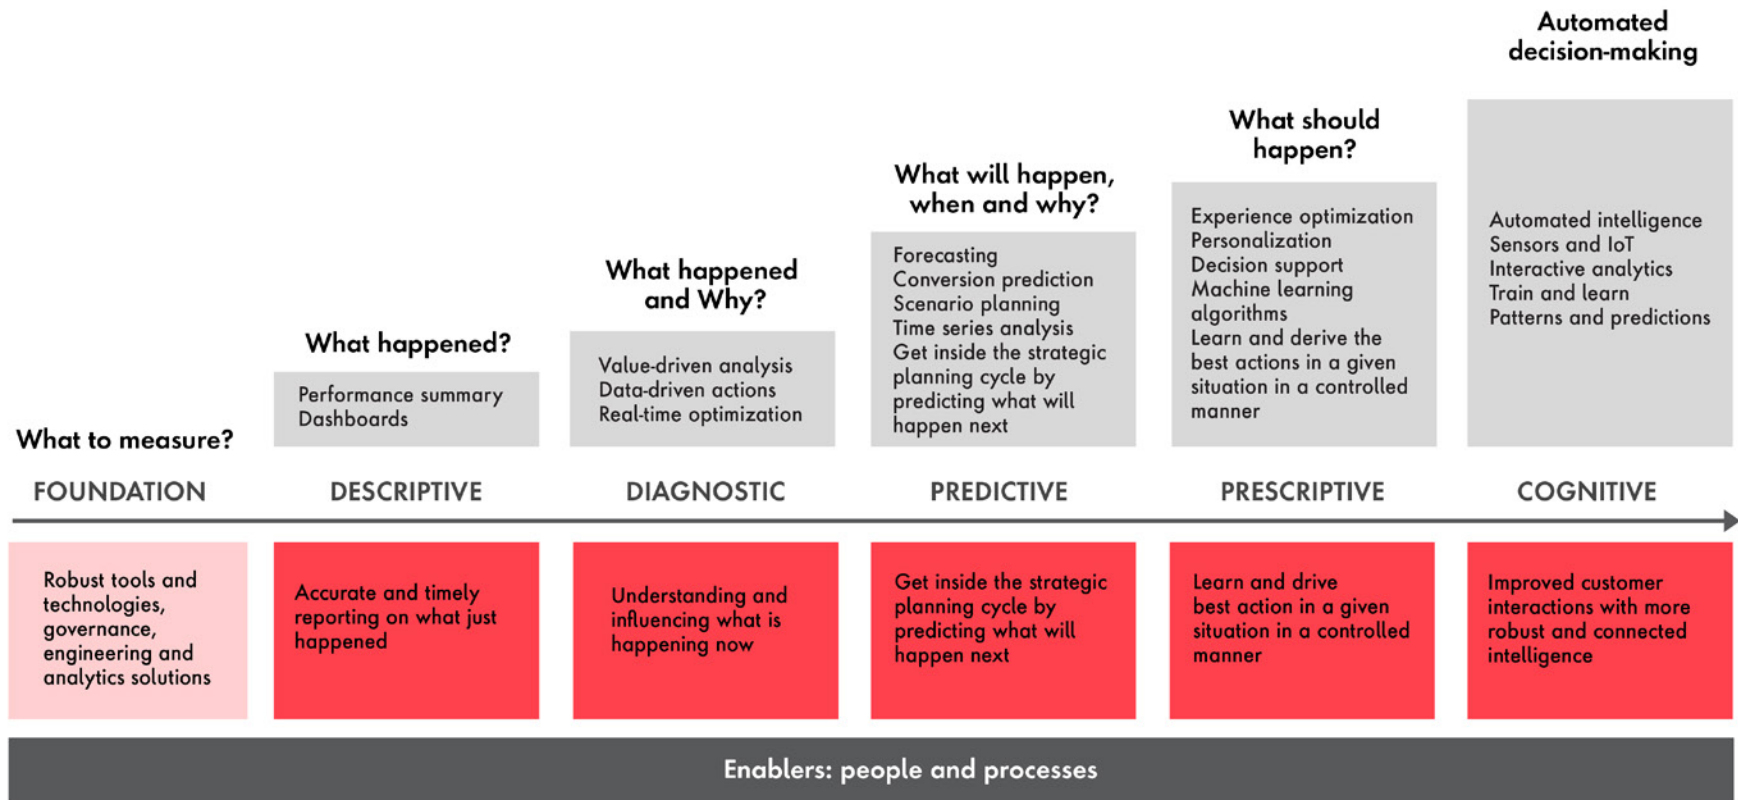 Automated
decision-making
What should
happen?
What will happen,
when and why?
What happened
and Why?
What happened?
What to measure?
Performance summary
Dashboards
Value-driven analysis
Data-driven actions
Real-time optimization
Forecasting
Conversion prediction
Scenario planning
Time series analysis
Get inside the strategic
planning cycle by
predicting what will
happen next
Experience optimization
Personalization
Decision support
Machine learning
algorithms
Learn and derive the
best actions in a given
situation in a controlled
manner
Automated intelligence
Sensors and IoT
Interactive analytics
Train and learn
Patterns and predictions
FOUNDATION
DESCRIPTIVE
DIAGNOSTIC
PREDICTIVE
PRESCRIPTIVE
COGNITIVE
Robust tools and
technologies,
governance,
engineering and
analytics solutions
Accurate and timely
reporting on what just
happened
Understanding and
influencing what is
happening now
Get inside the strategic
planning cycle by
predicting what will
happen next
Learn and drive
best action in a given
situation in a controlled
manner
Improved customer
interactions with more
robust and connected
intelligence
Enablers: people and processes